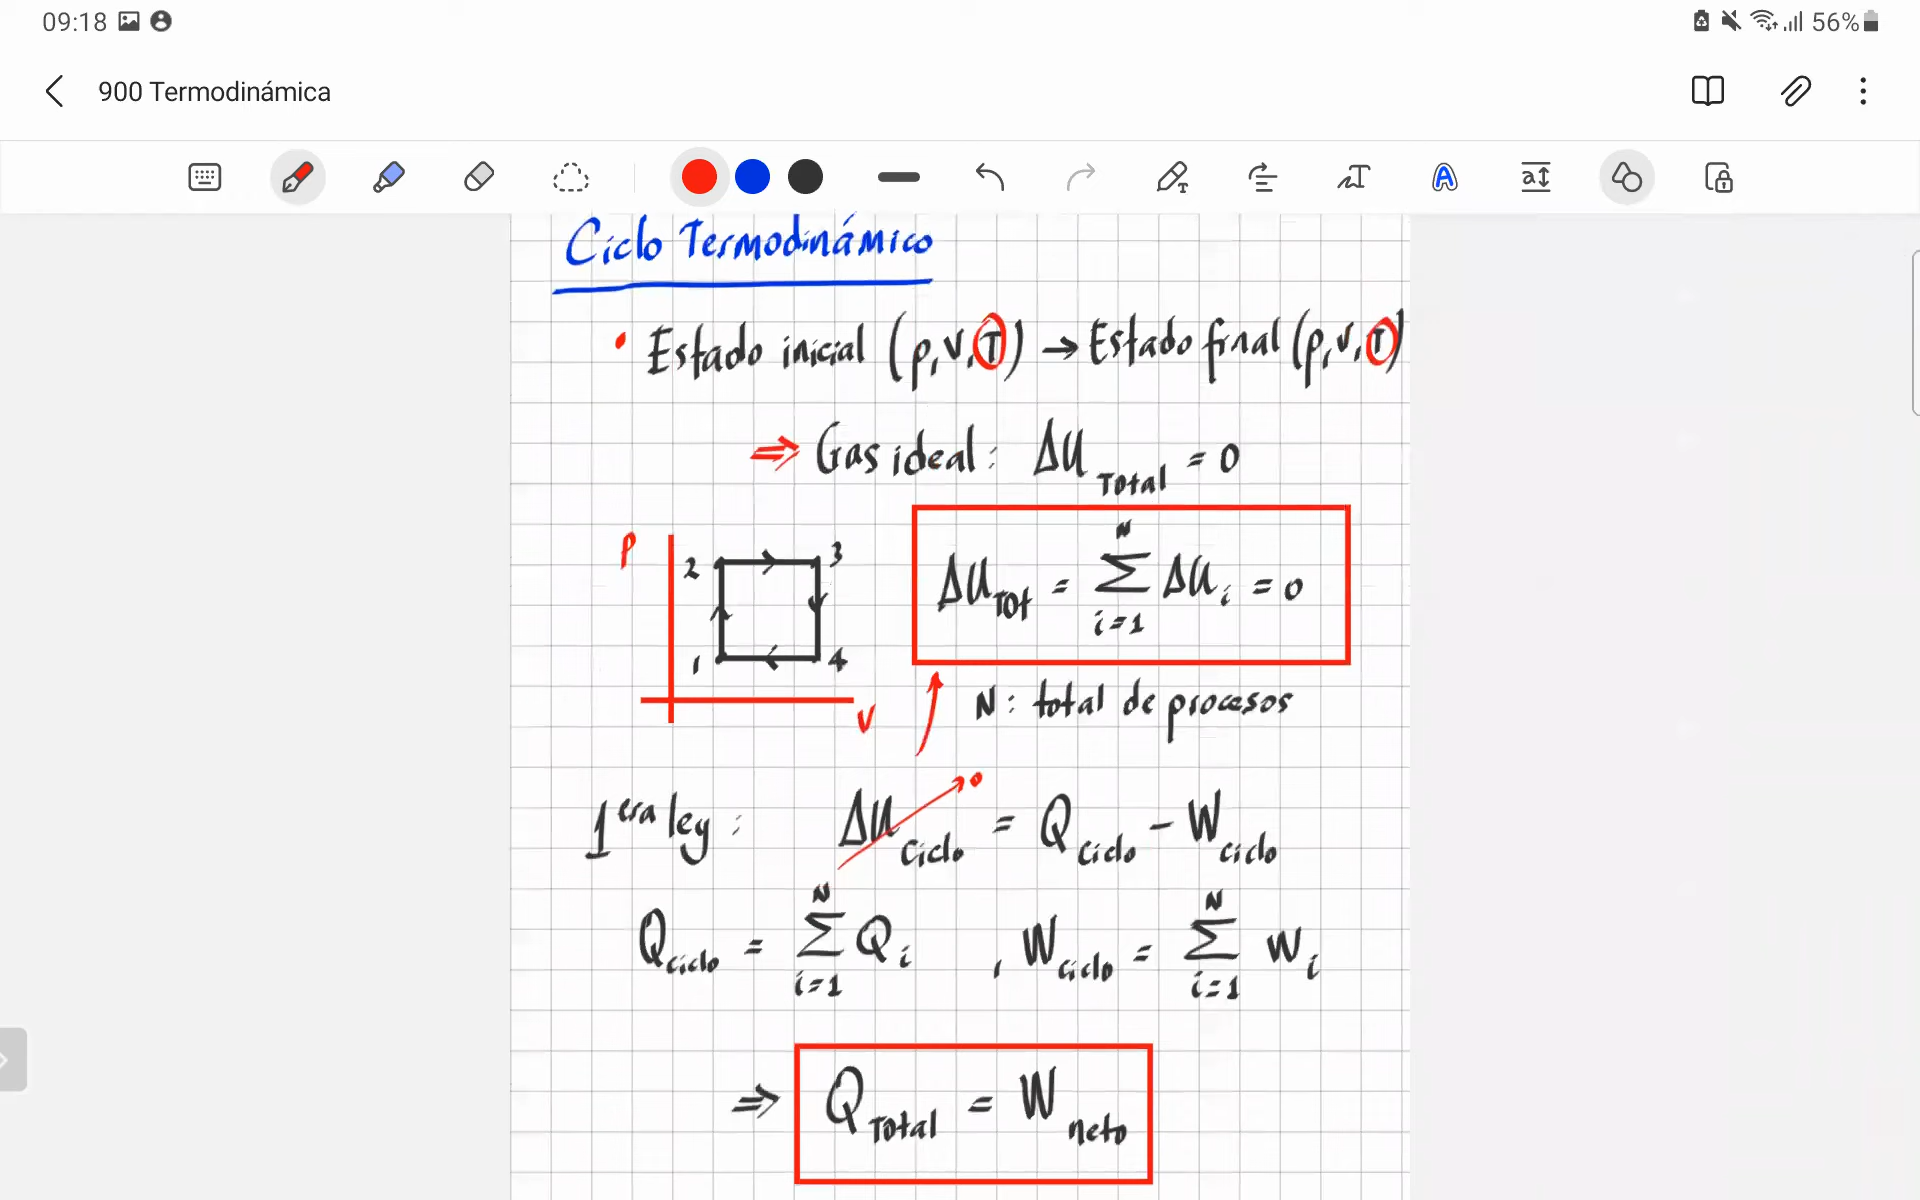 09:18
56%
900 Termodinámica
Ciclo Termodinámico
• Estado inicial (p, v, T) → Estado final (p, v, T)
⇒ Gas ideal: ΔU Total = 0
P
2
3
1
4
V
ΔU Tot = N Σ i=1 ΔU i = 0
N: total de procesos
1 era ley: ΔU Ciclo → 0 = Q Ciclo - W ciclo
Q ciclo = N Σ i=1 Q i , W ciclo = N Σ i=1 W i
⇒ Q Total = W neto